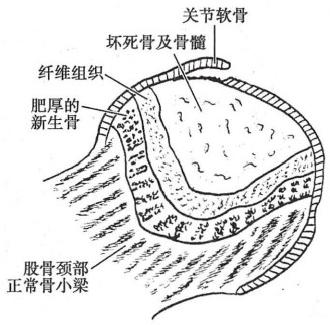 关节软骨
坏死骨及骨髓
纤维组织
肥厚的
新生骨
股骨颈部
正常骨小梁